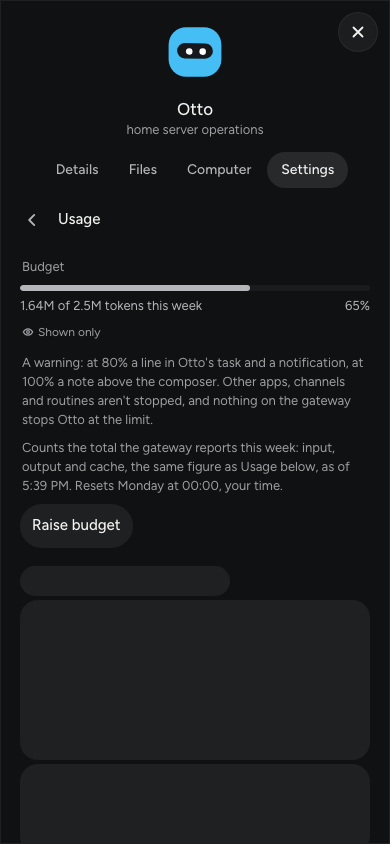 Otto
home server operations
Details Files Computer Settings
Usage
Budget
1.64M of 2.5M tokens this week 65%
Shown only
A warning: at 80% a line in Otto's task and a notification, at
100% a note above the composer. Other apps, channels
and routines aren't stopped, and nothing on the gateway
stops Otto at the limit.
Counts the total the gateway reports this week: input,
output and cache, the same figure as Usage below, as of
5:39 PM. Resets Monday at 00:00, your time.
Raise budget